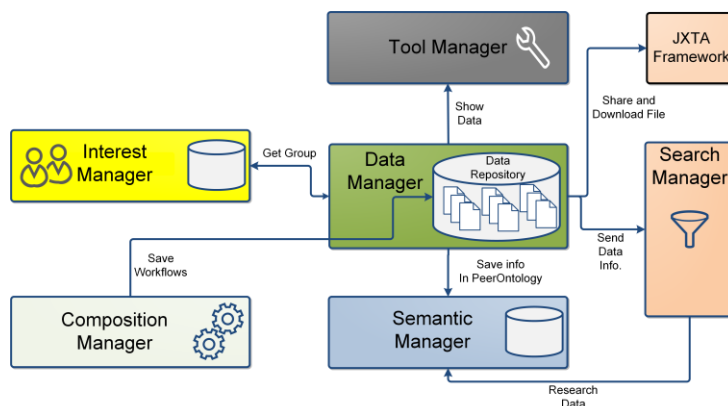 Tool Manager
JXTA
Framework
Show
Data
Share and
Download File
Interest
Manager
Get Group
Data
Manager
Data
Repository
Search
Manager
Save
Workflows
Save info
In PeerOntology
Send
Data
Info.
Composition
Manager
Semantic
Manager
Research
Data